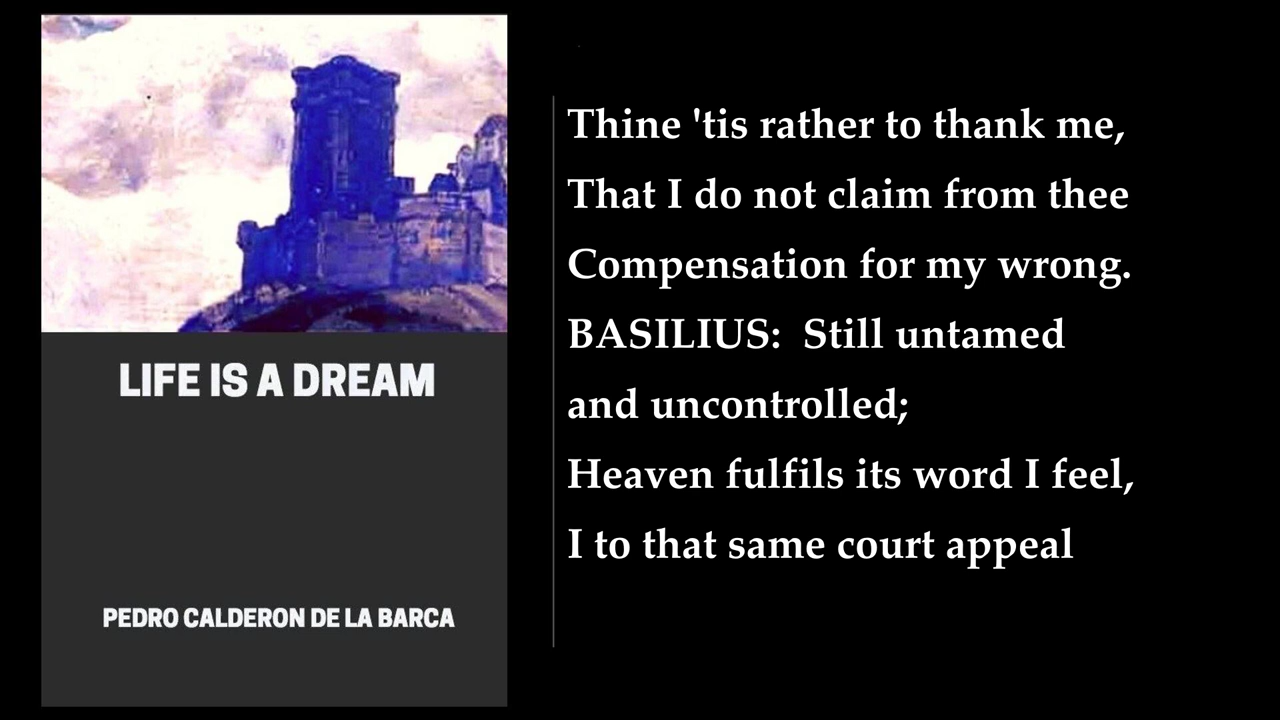 LIFE IS A DREAM
PEDRO CALDERON DE LA BARCA
Thine 'tis rather to thank me,
That I do not claim from thee
Compensation for my wrong.
BASILIUS:  Still untamed
and uncontrolled;
Heaven fulfils its word I feel,
I to that same court appeal